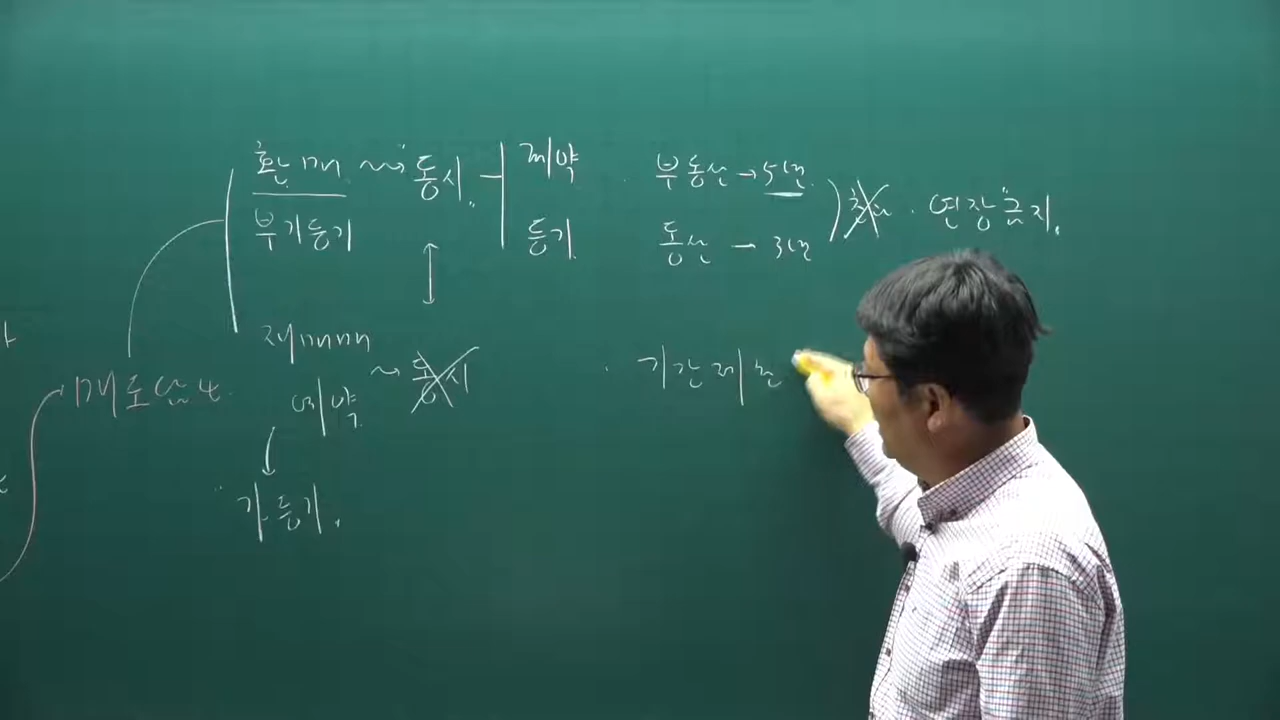 환매 → 동시 계약
부기등기 등기
부동산 → 5년
동산 – 3년
연장금지.
재매매
예약 → 동시
매도담보
가등기.
기간제한